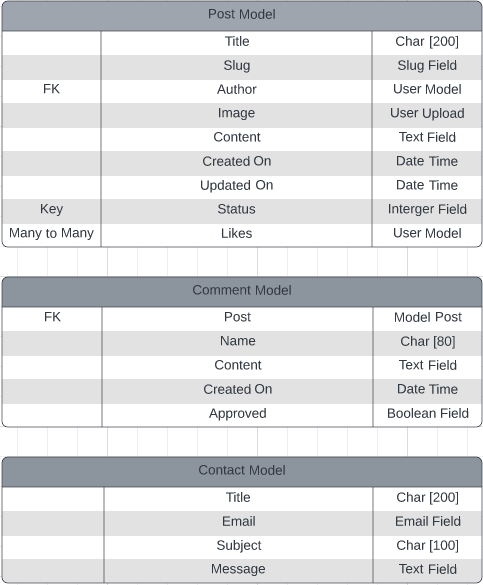 Post Model
Title Char [200]
Slug Slug Field
FK Author User Model
Image User Upload
Content Text Field
Created On Date Time
Updated On Date Time
Key Status Interger Field
Many to Many Likes User Model
Comment Model
FK Post Model Post
Name Char [80]
Content Text Field
Created On Date Time
Approved Boolean Field
Contact Model
Title Char [200]
Email Email Field
Subject Char [100]
Message Text Field